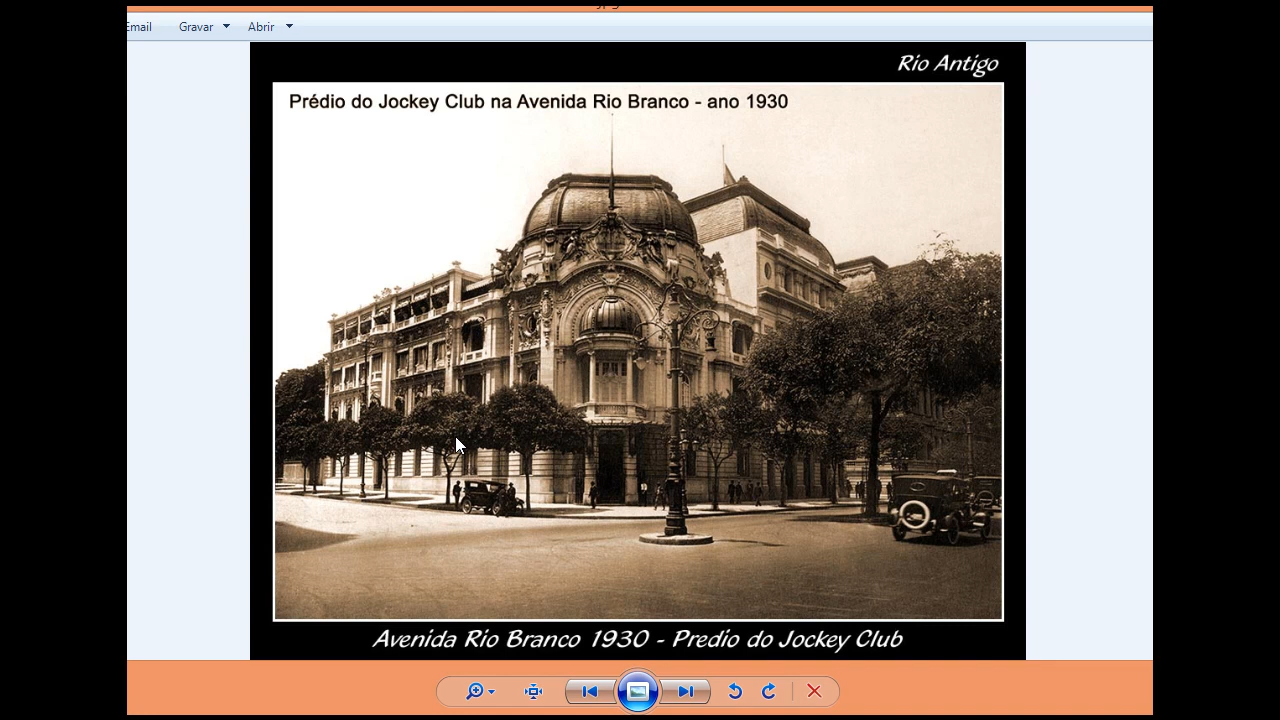 Email Gravar Abrir
Rio Antigo
Prédio do Jockey Club na Avenida Rio Branco - ano 1930
Avenida Rio Branco 1930 - Predio do Jockey Club